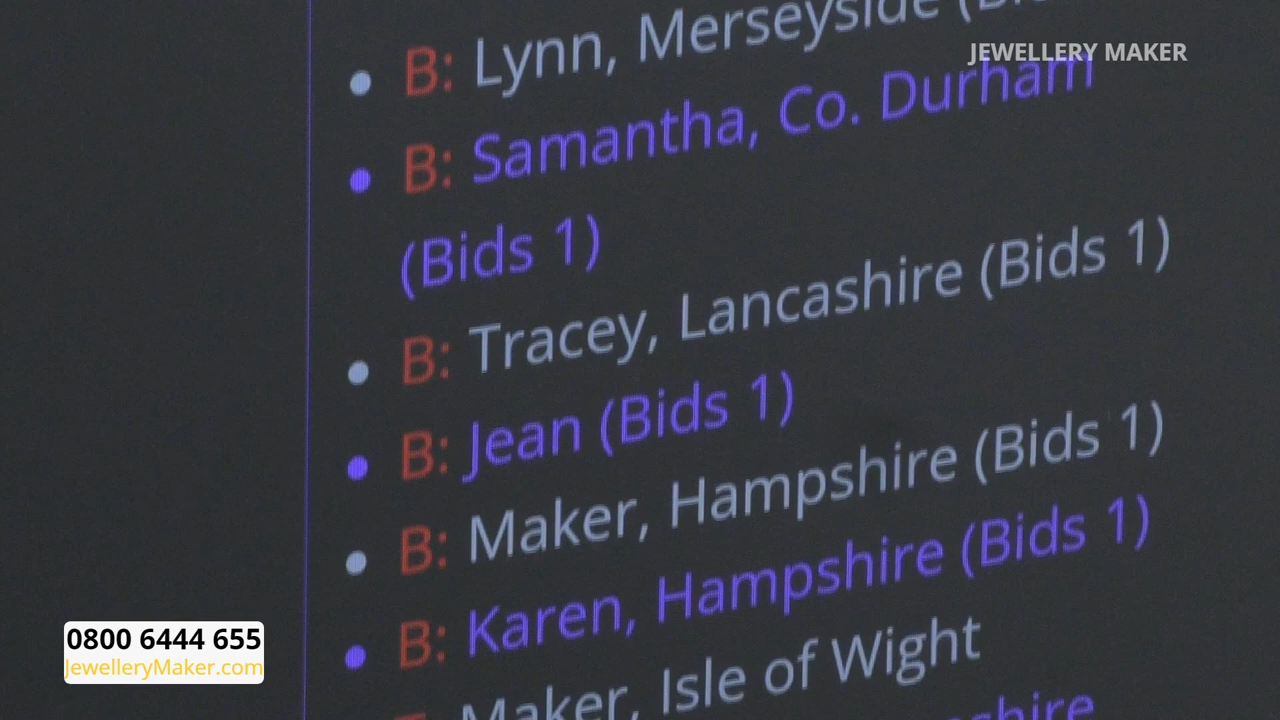 B: Lynn, Merseyside
JEWELLERY MAKER
B: Samantha, Co. Durham
(Bids 1)
B: Tracey, Lancashire (Bids 1)
B: Jean (Bids 1)
B: Maker, Hampshire (Bids 1)
B: Karen, Hampshire (Bids 1)
Maker, Isle of Wight
0800 6444 655
JewelleryMaker.com